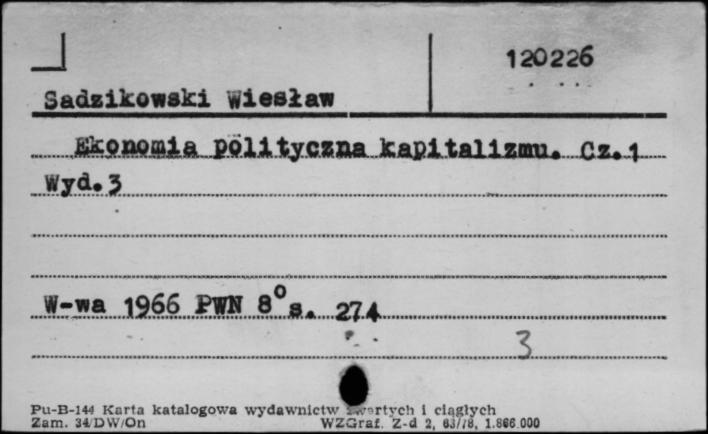 120226
Sadzikowski Wiesław
Ekonomia polityczna kapitalizmu. Cz.1
Wyd.3
W-wa 1966 PWN 8° s. 274
3
Pu-B-144 Karta katalogowa wydawnictw zwartych i ciągłych
Zam. 34/DW/On WZGraf. Z-d 2, 63/78, 1.866.000